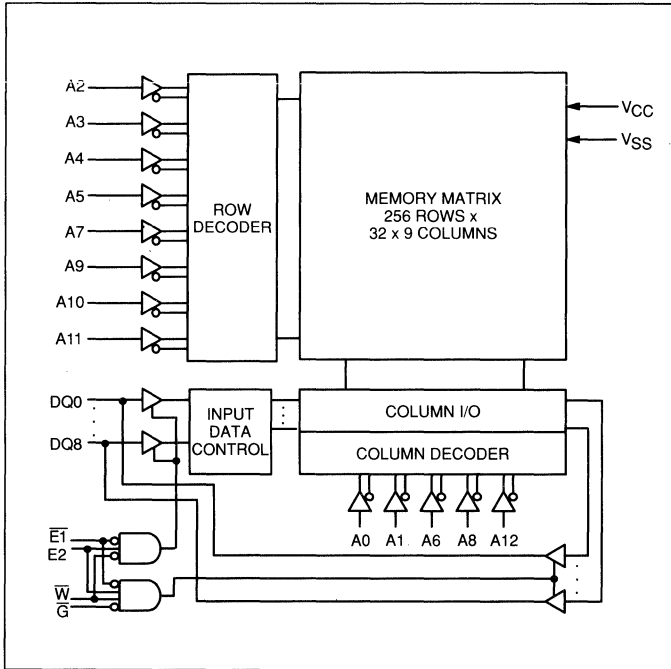 A2
A3
A4
A5
A7
A9
A10
A11
ROW
DECODER
MEMORY MATRIX
256 ROWS x
32 x 9 COLUMNS
VCC
VSS
DQ0
DQ8
INPUT
DATA
CONTROL
COLUMN I/O
COLUMN DECODER
A0 A1 A6 A8 A12
E1
E2
W
G